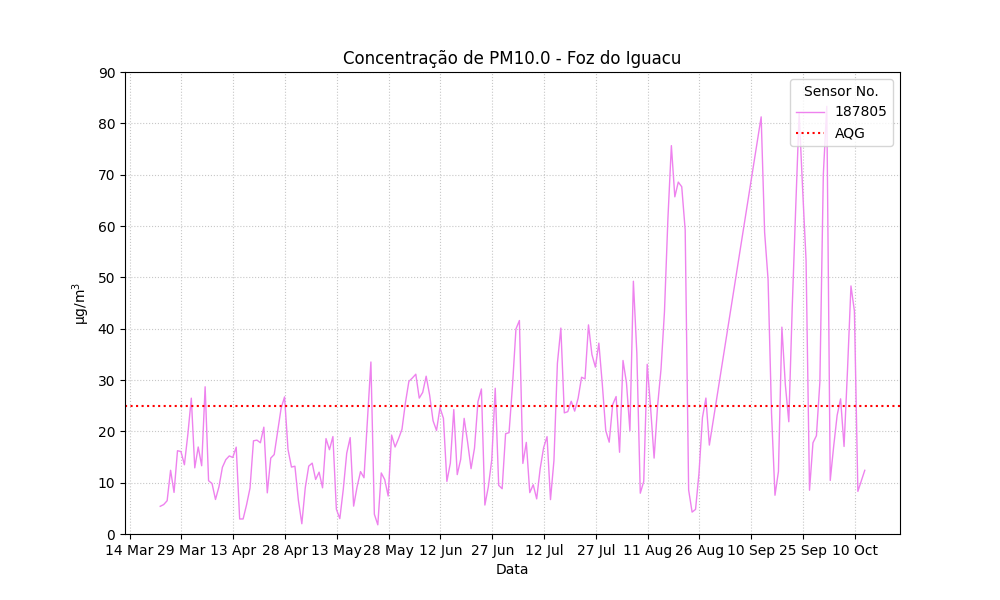 Concentração de PM10.0 - Foz do Iguacu
Sensor No.
187805
AQG
90
80
70
60
50
40
30
20
10
0
µg/m³
14 Mar 29 Mar 13 Apr 28 Apr 13 May 28 May 12 Jun 27 Jun 12 Jul 27 Jul 11 Aug 26 Aug 10 Sep 25 Sep 10 Oct
Data